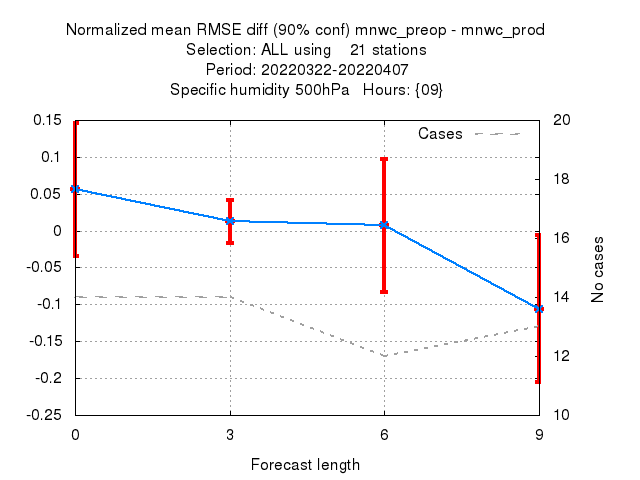 Normalized mean RMSE diff (90% conf) mnwc_preop - mnwc_prod
Selection: ALL using    21 stations
Period: 20220322-20220407
Specific humidity 500hPa   Hours: {09}
Cases
0.15
0.1
0.05
0
-0.05
-0.1
-0.15
-0.2
-0.25
20
18
16
14
12
10
No cases
0 3 6 9
Forecast length